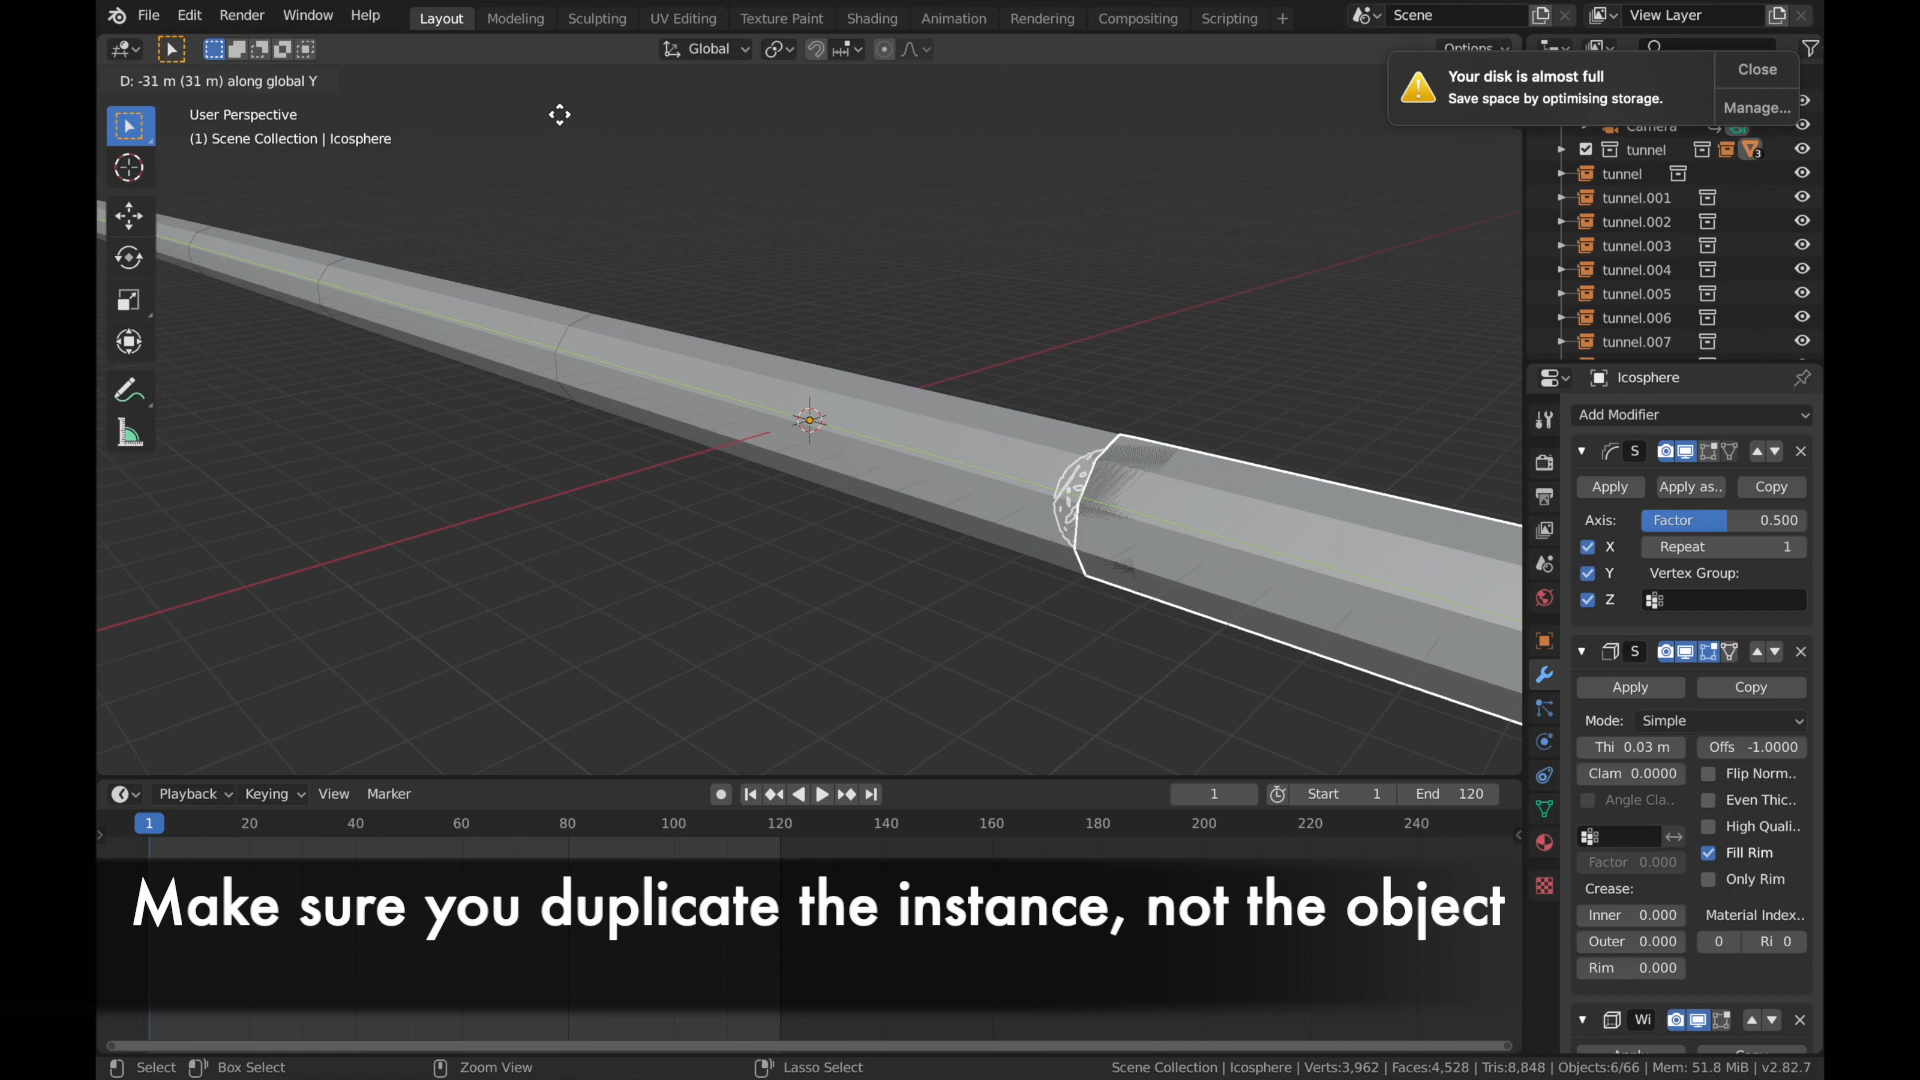 File Edit Render Window Help Layout Modeling Sculpting UV Editing Texture Paint Shading Animation Rendering Compositing Scripting + Scene View Layer
Global Options
D: -31 m (31 m) along global Y
Your disk is almost full Close
Save space by optimising storage. Manage...
User Perspective
(1) Scene Collection | Icosphere
Camera
tunnel 3
tunnel
tunnel.001
tunnel.002
tunnel.003
tunnel.004
tunnel.005
tunnel.006
tunnel.007
Icosphere
Add Modifier
S
Apply Apply as.. Copy
Axis: Factor 0.500
X Repeat 1
Y Vertex Group:
Z
S
Apply Copy
Mode: Simple
Thi 0.03 m Offs -1.0000
Clam 0.0000 Flip Norm..
Angle Cla.. Even Thic..
High Quali..
Factor 0.000 Fill Rim
Crease: Only Rim
Inner 0.000 Material Index..
Outer 0.000 0 Ri 0
Rim 0.000
Wi
Playback Keying View Marker 1 Start 1 End 120
1 20 40 60 80 100 120 140 160 180 200 220 240
Make sure you duplicate the instance, not the object
Select Box Select Zoom View Lasso Select Scene Collection | Icosphere | Verts:3,962 | Faces:4,528 | Tris:8,848 | Objects:6/66 | Mem: 51.8 MiB | v2.82.7